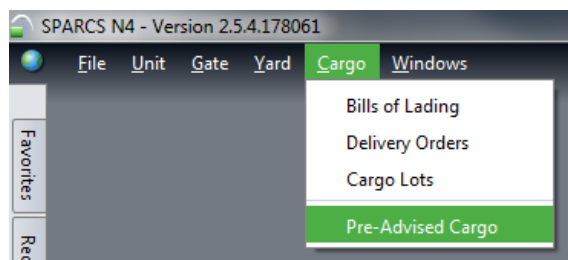 SPARCS N4 - Version 2.5.4.178061
File Unit Gate Yard Cargo Windows
Bills of Lading
Delivery Orders
Cargo Lots
Pre-Advised Cargo
Favorites